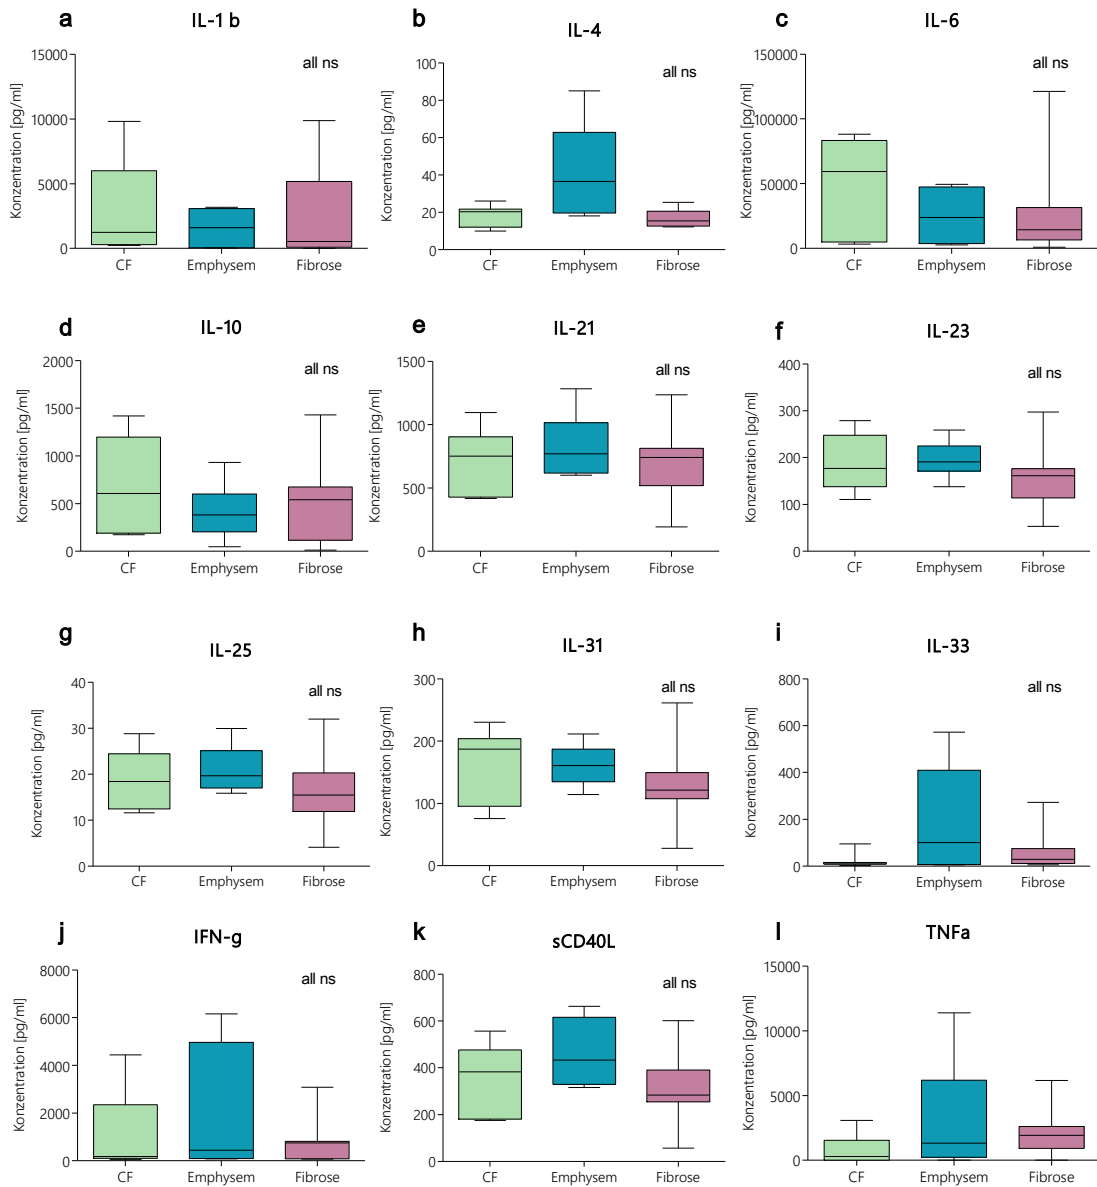 a
IL-1 b
15000
10000
5000
0
Konzentration [pg/ml]
all ns
CF
Emphysem
Fibrose
b
IL-4
100
80
60
40
20
0
Konzentration [pg/ml]
all ns
CF
Emphysem
Fibrose
c
IL-6
150000
100000
50000
0
Konzentration [pg/ml]
all ns
CF
Emphysem
Fibrose
d
IL-10
2000
1500
1000
500
0
Konzentration [pg/ml]
all ns
CF
Emphysem
Fibrose
e
IL-21
1500
1000
500
0
Konzentration [pg/ml]
all ns
CF
Emphysem
Fibrose
f
IL-23
400
300
200
100
0
Konzentration [pg/ml]
all ns
CF
Emphysem
Fibrose
g
IL-25
40
30
20
10
0
Konzentration [pg/ml]
all ns
CF
Emphysem
Fibrose
h
IL-31
300
200
100
0
Konzentration [pg/ml]
all ns
CF
Emphysem
Fibrose
i
IL-33
800
600
400
200
0
Konzentration [pg/ml]
all ns
CF
Emphysem
Fibrose
j
IFN-g
8000
6000
4000
2000
0
Konzentration [pg/ml]
all ns
CF
Emphysem
Fibrose
k
sCD40L
800
600
400
200
0
Konzentration [pg/ml]
all ns
CF
Emphysem
Fibrose
l
TNFa
15000
10000
5000
0
Konzentration [pg/ml]
CF
Emphysem
Fibrose